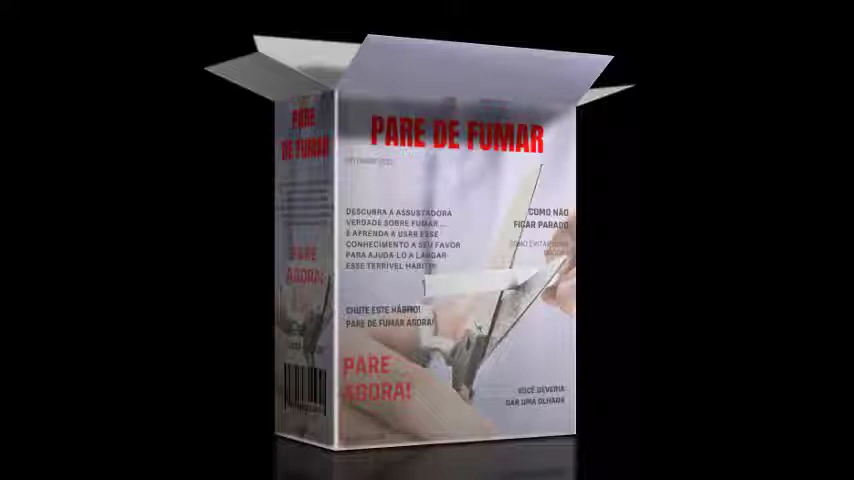 PARE
DE FUMAR
PARE
AGORA!
PARE DE FUMAR
DESCUBRA A ASSUSTADORA
VERDADE SOBRE FUMAR ...
E APRENDA A USAR ESSE
CONHECIMENTO A SEU FAVOR
PARA AJUDÁ-LO A LARGAR
ESSE TERRÍVEL HÁBITO!
COMO NÃO
FICAR PARADO
CHUTE ESTE HÁBITO!
PARE DE FUMAR AGORA!
PARE
AGORA!
VOCÊ DEVERIA
DAR UMA OLHADA